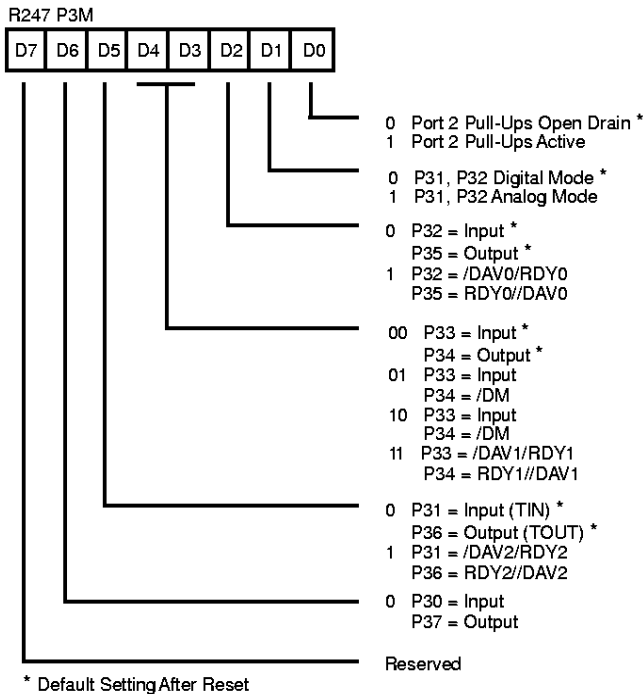 R247 P3M
D7 D6 D5 D4 D3 D2 D1 D0
0 Port 2 Pull-Ups Open Drain *
1 Port 2 Pull-Ups Active
0 P31, P32 Digital Mode *
1 P31, P32 Analog Mode
0 P32 = Input *
P35 = Output *
1 P32 = /DAV0/RDY0
P35 = RDY0//DAV0
00 P33 = Input *
P34 = Output *
01 P33 = Input
P34 = /DM
10 P33 = Input
P34 = /DM
11 P33 = /DAV1/RDY1
P34 = RDY1//DAV1
0 P31 = Input (TIN) *
P36 = Output (TOUT) *
1 P31 = /DAV2/RDY2
P36 = RDY2//DAV2
0 P30 = Input
P37 = Output
Reserved
* Default Setting After Reset